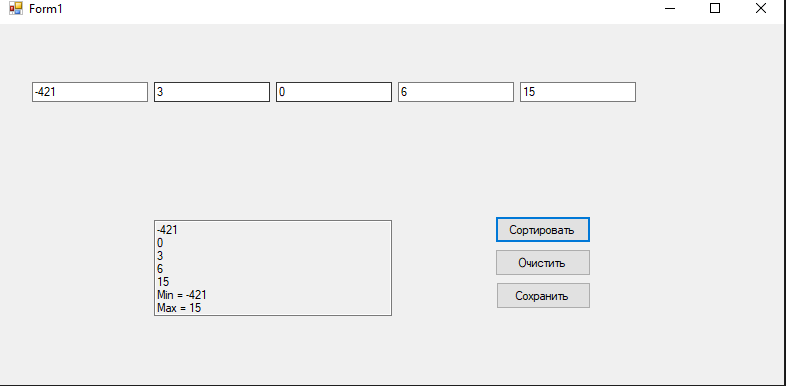 Form1
-421 3 0 6 15
-421
0
3
6
15
Min = -421
Max = 15
Сортировать
Очистить
Сохранить